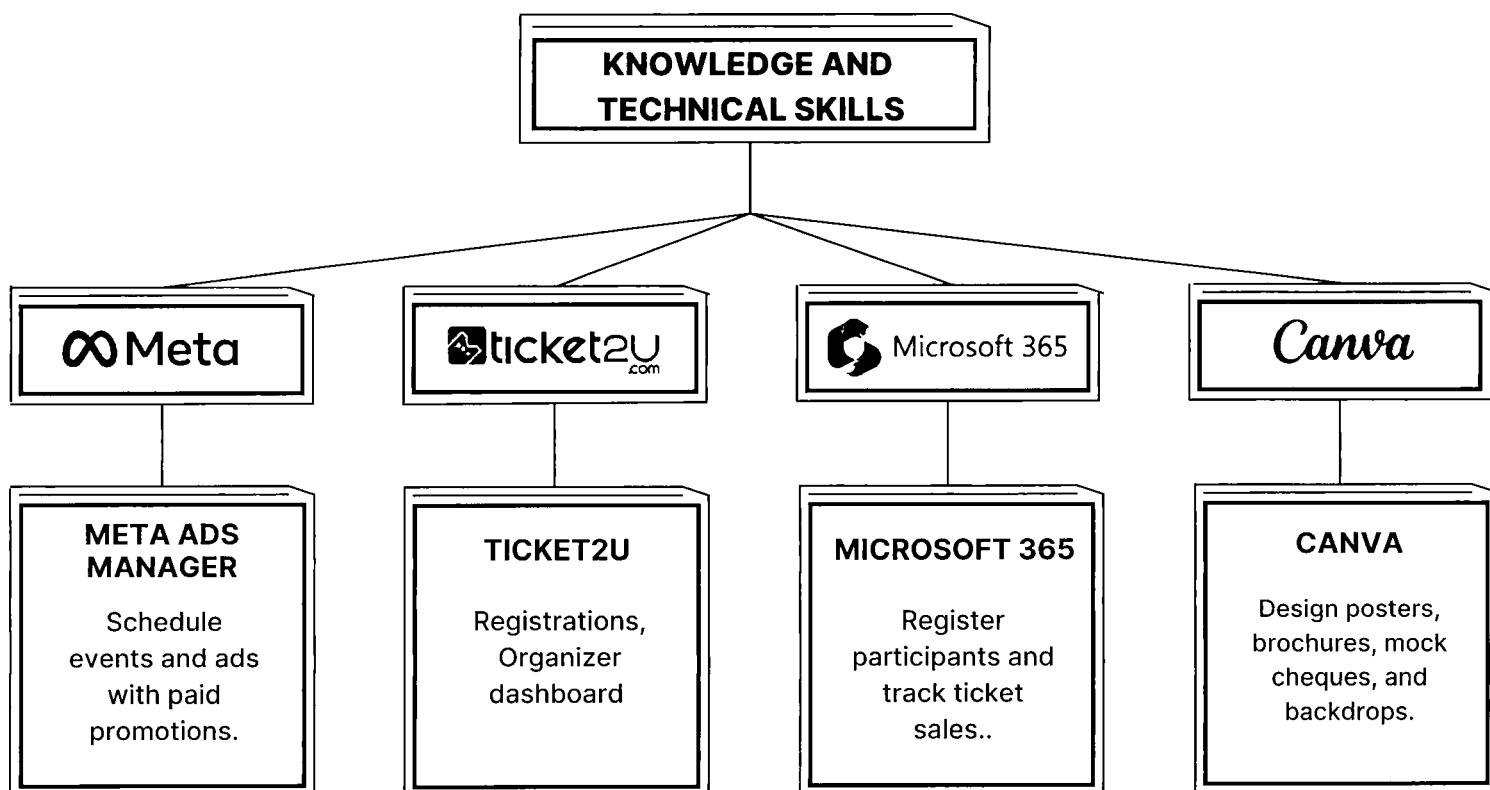 KNOWLEDGE AND
TECHNICAL SKILLS
Meta
ticket2U
.com
Microsoft 365
Canva
META ADS
MANAGER
Schedule
events and ads
with paid
promotions.
TICKET2U
Registrations,
Organizer
dashboard
MICROSOFT 365
Register
participants and
track ticket
sales..
CANVA
Design posters,
brochures, mock
cheques, and
backdrops.